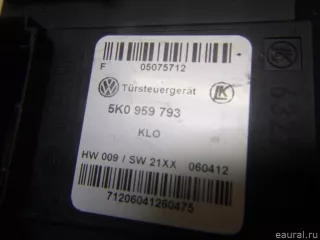 F 05075712
Türsteuergerät
5K0 959 793
KLO
HW 009 / SW 21XX 060412
71206041260475
eaural.ru